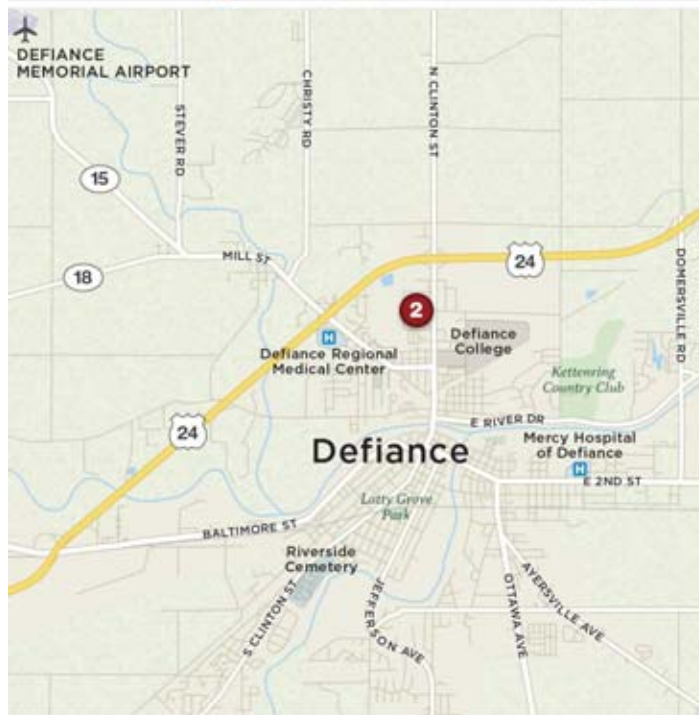 DEFIANCE
MEMORIAL AIRPORT
STEVER RD
CHRISTY RD
N CLINTON ST
15
18
MILL ST
24
DOMERSVILLE RD
2
H
Defiance Regional
Medical Center
Defiance
College
Kettenring
Country Club
24
E RIVER DR
Defiance
Mercy Hospital
of Defiance
H
E 2ND ST
Latty Grove
Park
BALTIMORE ST
Riverside
Cemetery
S CLINTON ST
JEFFERSON AVE
OTTAWA AVE
AYERSVILLE AVE